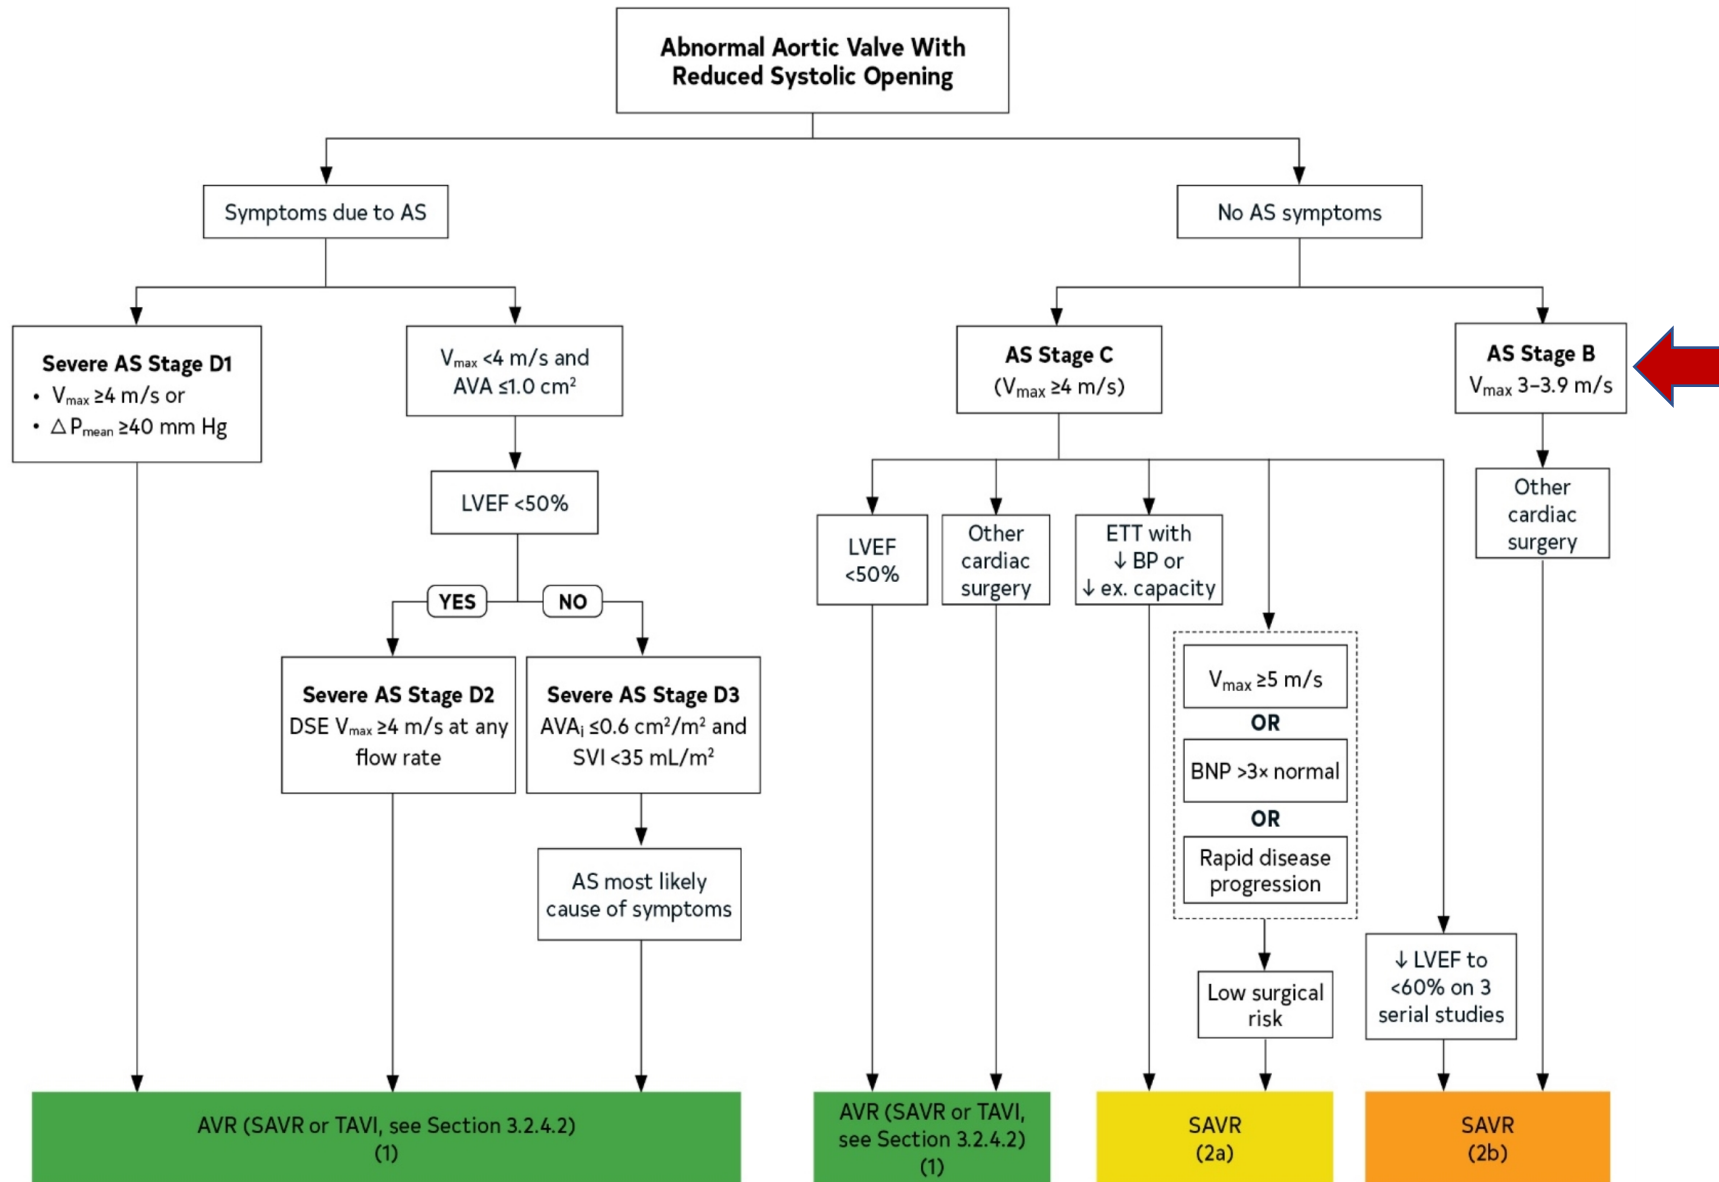 Abnormal Aortic Valve With
Reduced Systolic Opening
Symptoms due to AS
No AS symptoms
Severe AS Stage D1
• Vmax ≥4 m/s or
• △Pmean ≥40 mm Hg
Vmax <4 m/s and
AVA ≤1.0 cm²
AS Stage C
(Vmax ≥4 m/s)
AS Stage B
Vmax 3–3.9 m/s
LVEF <50%
YES
NO
Severe AS Stage D2
DSE Vmax ≥4 m/s at any
flow rate
Severe AS Stage D3
AVAi ≤0.6 cm²/m² and
SVI <35 mL/m²
AS most likely
cause of symptoms
LVEF
<50%
Other
cardiac
surgery
ETT with
↓ BP or
↓ ex. capacity
Vmax ≥5 m/s
OR
BNP >3× normal
OR
Rapid disease
progression
Low surgical
risk
↓ LVEF to
<60% on 3
serial studies
Other
cardiac
surgery
AVR (SAVR or TAVI, see Section 3.2.4.2)
(1)
AVR (SAVR or TAVI,
see Section 3.2.4.2)
(1)
SAVR
(2a)
SAVR
(2b)